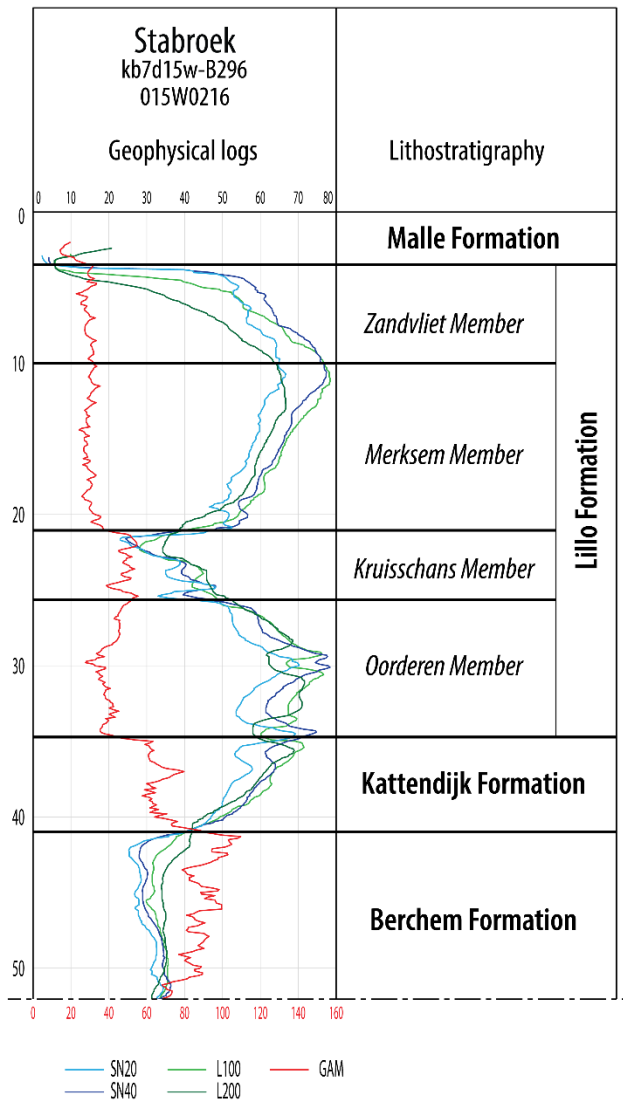 Stabroek
kb7d15w-B296
015W0216
Geophysical logs
Lithostratigraphy
0 10 20 30 40 50 60 70 80
0
Malle Formation
Zandvliet Member
10
Merksem Member
Lillo Formation
20
Kruisschans Member
30
Oorderen Member
Kattendijk Formation
40
Berchem Formation
50
0 20 40 60 80 100 120 140 160
SN20 L100 GAM
SN40 L200